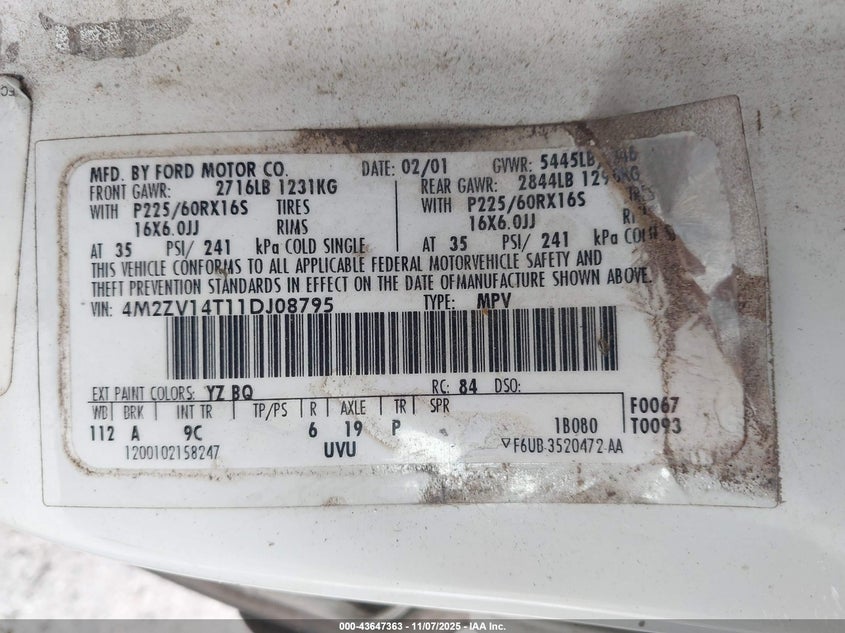 MFD. BY FORD MOTOR CO. DATE: 02/01 GVWR: 5445LB
FRONT GAWR: 2716LB 1231KG REAR GAWR: 2844LB
WITH P225/60RX16S TIRES WITH P225/60RX16S TIRES
16X6.0JJ RIMS 16X6.0JJ
AT 35 PSI/ 241 kPa COLD SINGLE AT 35 PSI/ 241 kPa COLD
THIS VEHICLE CONFORMS TO ALL APPLICABLE FEDERAL MOTORVEHICLE SAFETY AND
THEFT PREVENTION STANDARDS IN EFFECT ON THE DATE OF MANUFACTURE SHOWN ABOVE.
VIN: 4M2ZV14T11DJ08795 TYPE: MPV
EXT PAINT COLORS: YZ BQ RC: 84 DSO:
WB BRK INT TR TP/PS R AXLE TR SPR F0067
112 A 9C 6 19 P 1B080 T0093
1200102158247 UVU F6UB-3520472-AA
000-43647363 - 11/07/2025 - IAA Inc.